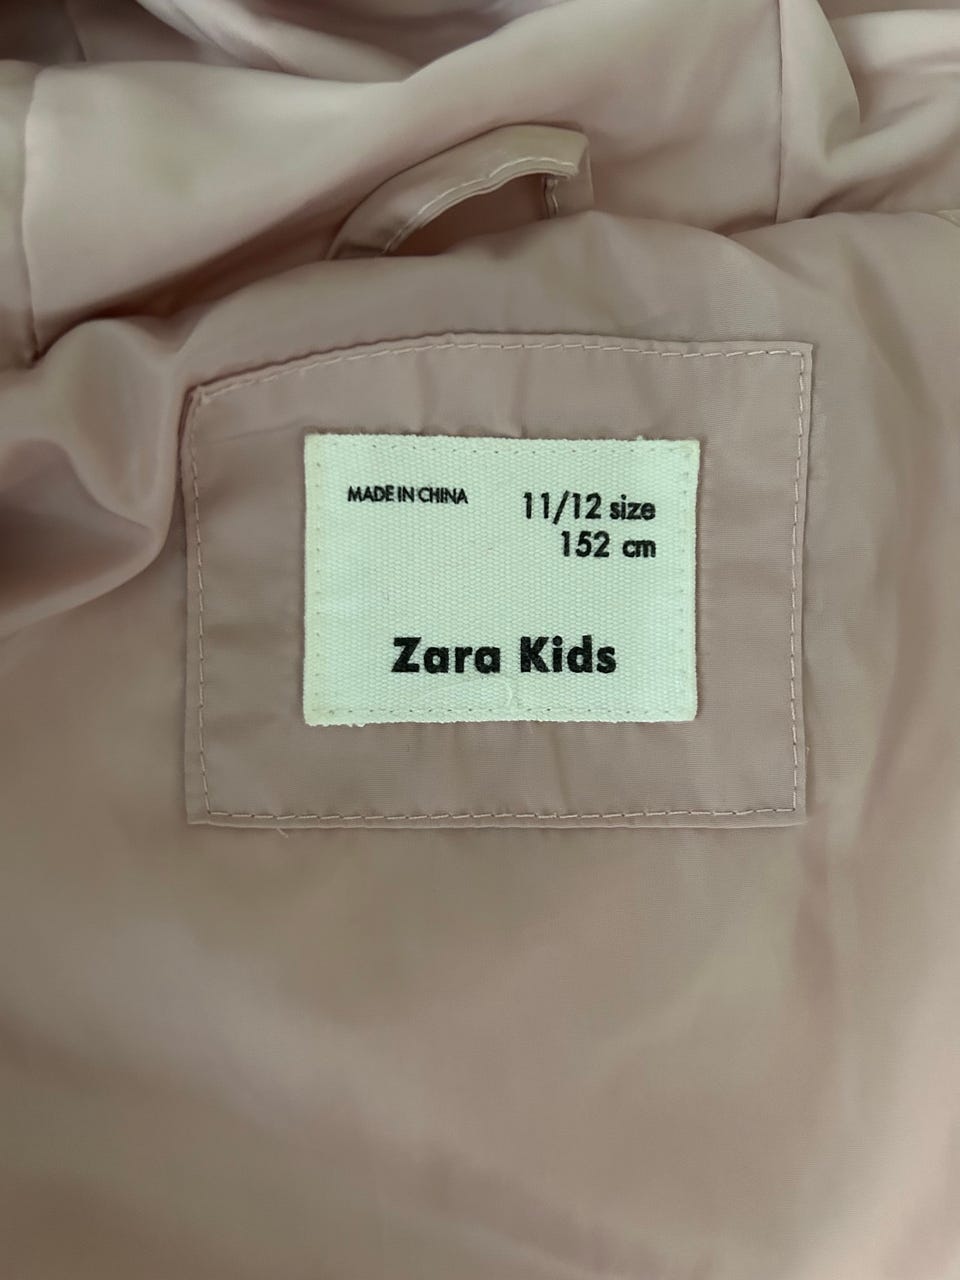 MADE IN CHINA
11/12 size
152 cm
Zara Kids